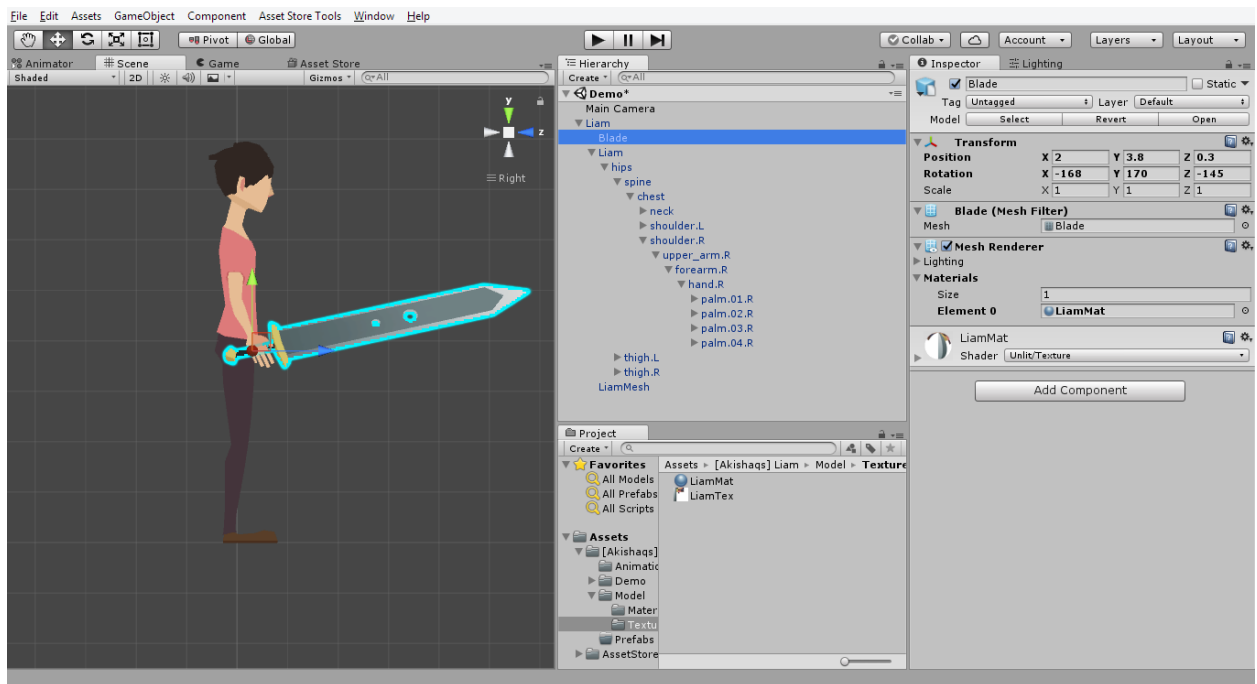 File Edit Assets GameObject Component Asset Store Tools Window Help
Pivot Global Collab Account Layers Layout
Animator Scene Game Asset Store
Shaded 2D Gizmos All
y
z
Right
Hierarchy
Create All
Demo*
Main Camera
Liam
Blade
Liam
hips
spine
chest
neck
shoulder.L
shoulder.R
upper_arm.R
forearm.R
hand.R
palm.01.R
palm.02.R
palm.03.R
palm.04.R
thigh.L
thigh.R
LiamMesh
Project
Create
Favorites
All Models
All Prefabs
All Scripts
Assets
[Akishaqs]
Animatic
Demo
Model
Mater
Textu
Prefabs
AssetStore
Assets [Akishaqs] Liam Model Texture
LiamMat
LiamTex
Inspector Lighting
Blade Static
Tag Untagged Layer Default
Model Select Revert Open
Transform
Position X 2 Y 3.8 Z 0.3
Rotation X -168 Y 170 Z -145
Scale X 1 Y 1 Z 1
Blade (Mesh Filter)
Mesh Blade
Mesh Renderer
Lighting
Materials
Size 1
Element 0 LiamMat
LiamMat
Shader Unlit/Texture
Add Component